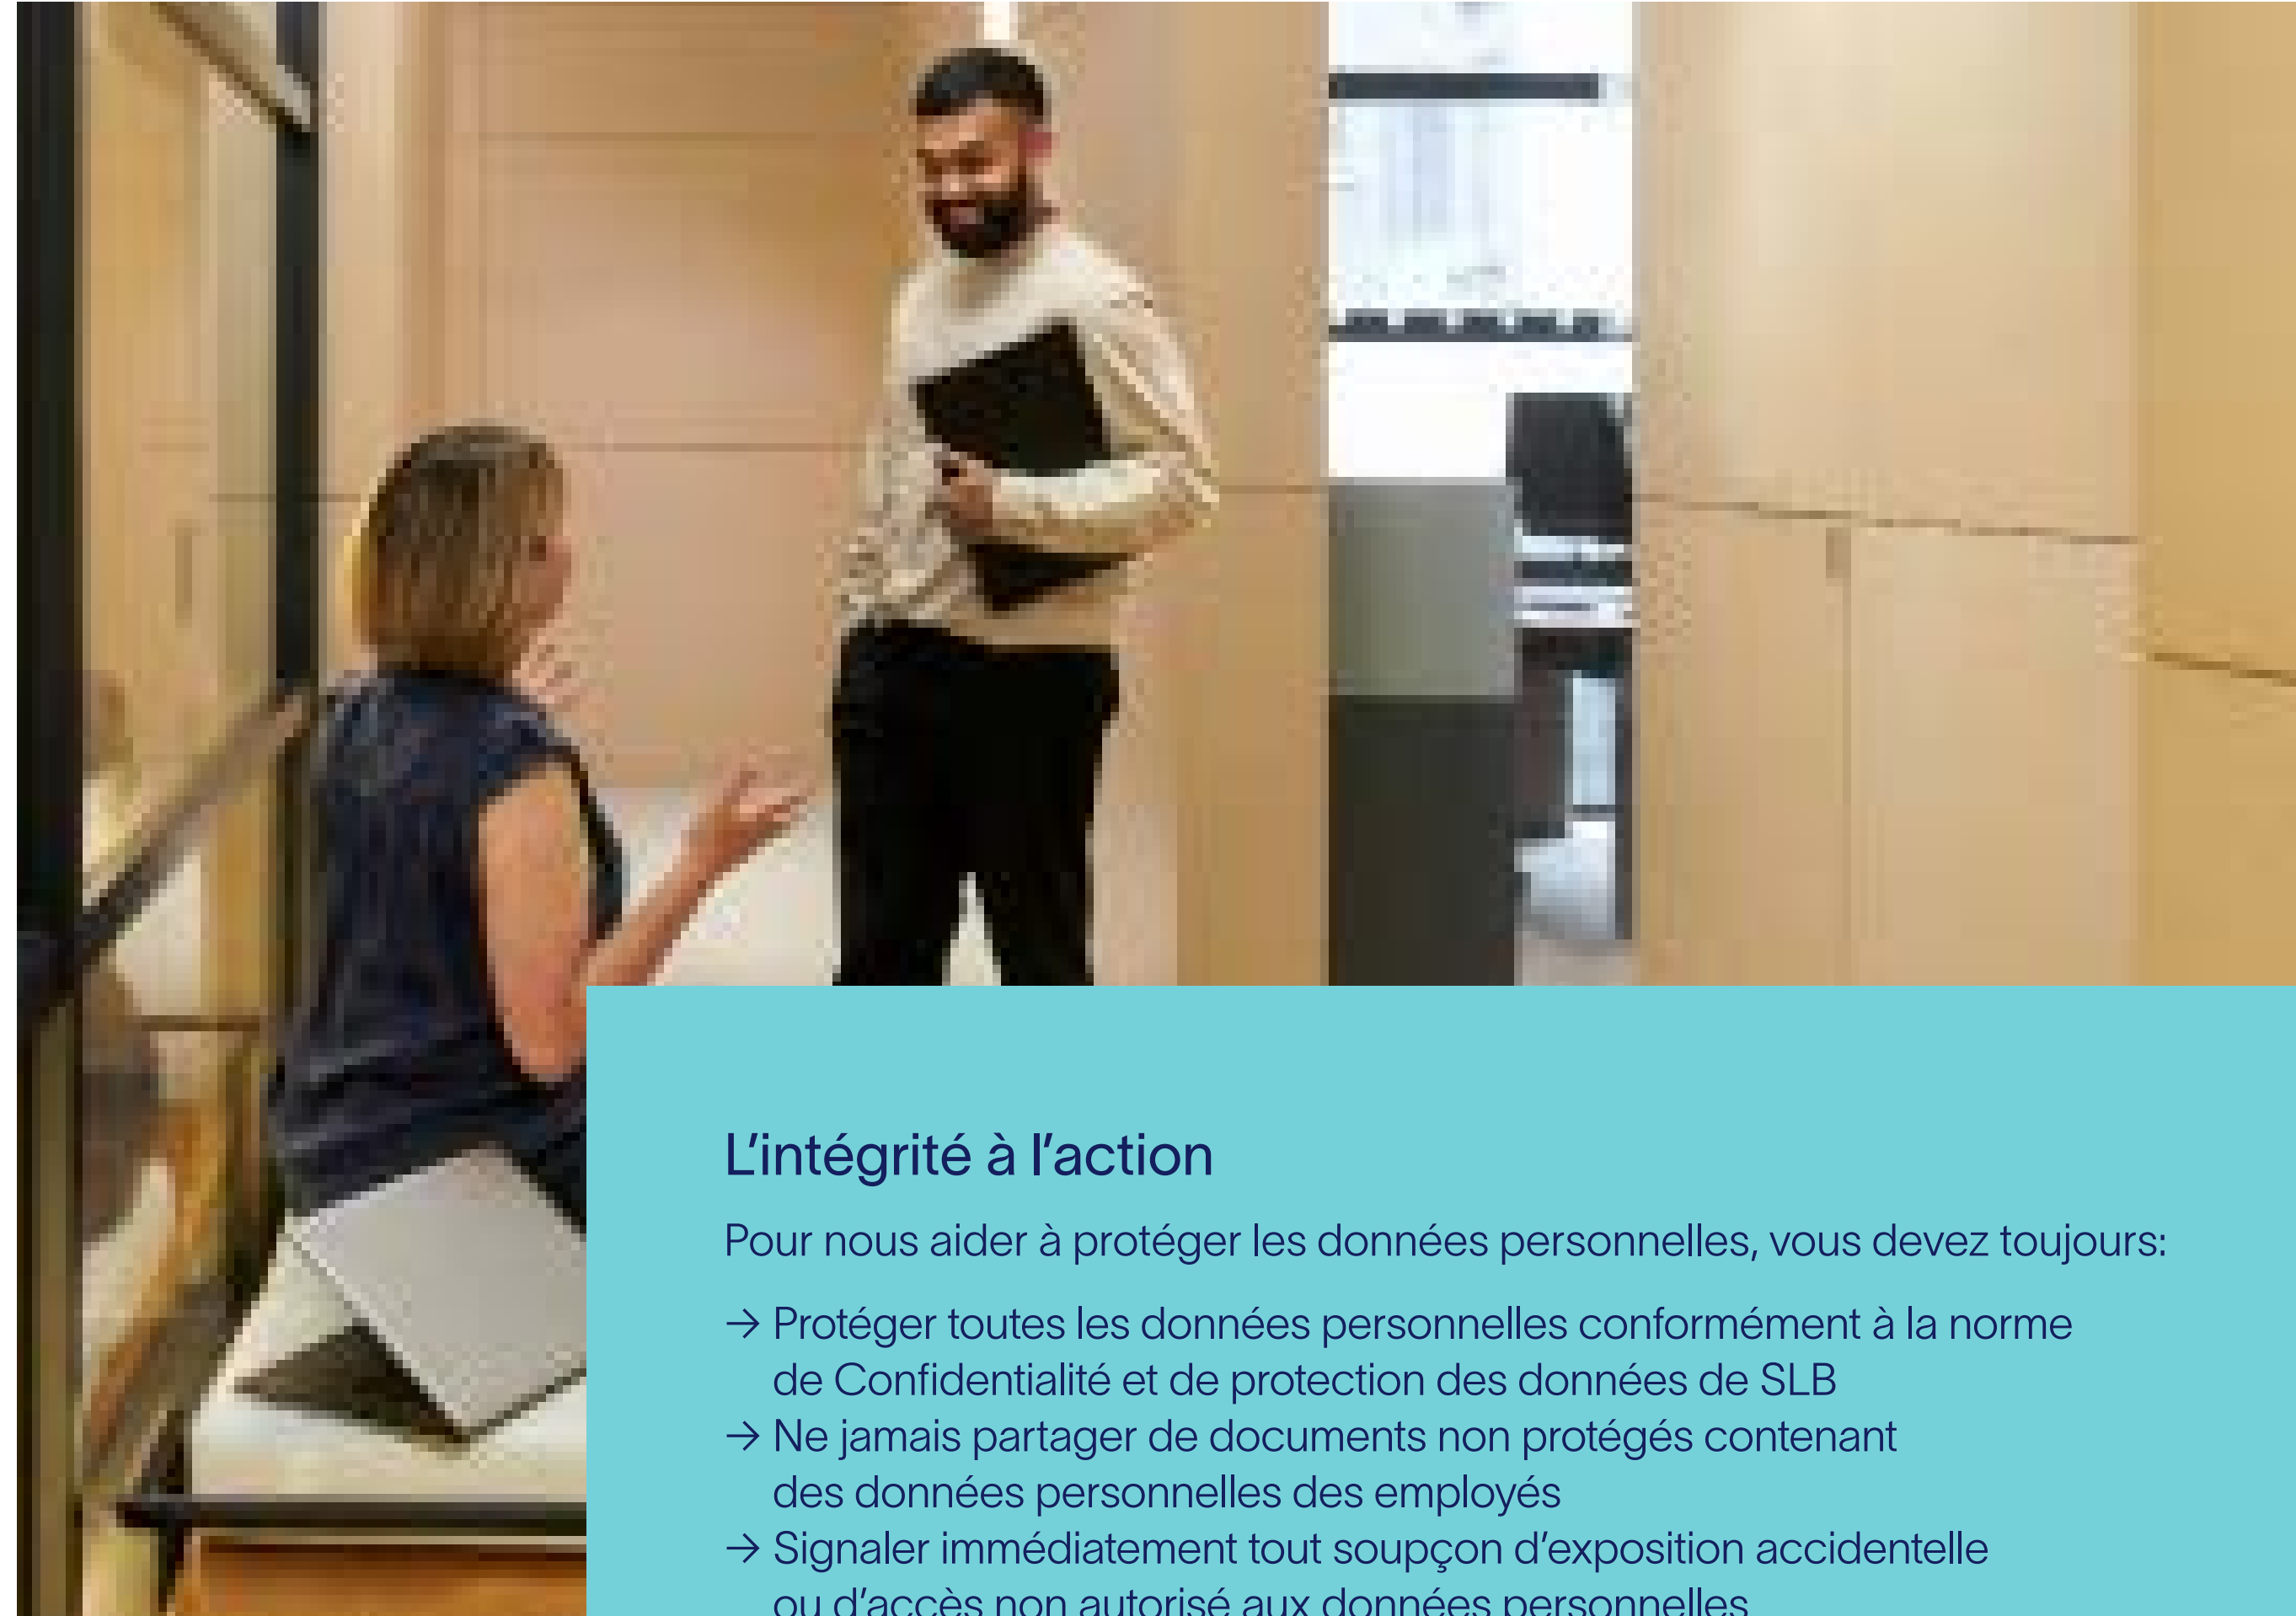 L'intégrité à l'action
Pour nous aider à protéger les données personnelles, vous devez toujours:
→ Protéger toutes les données personnelles conformément à la norme
de Confidentialité et de protection des données de SLB
→ Ne jamais partager de documents non protégés contenant
des données personnelles des employés
→ Signaler immédiatement tout soupçon d'exposition accidentelle
ou d'accès non autorisé aux données personnelles